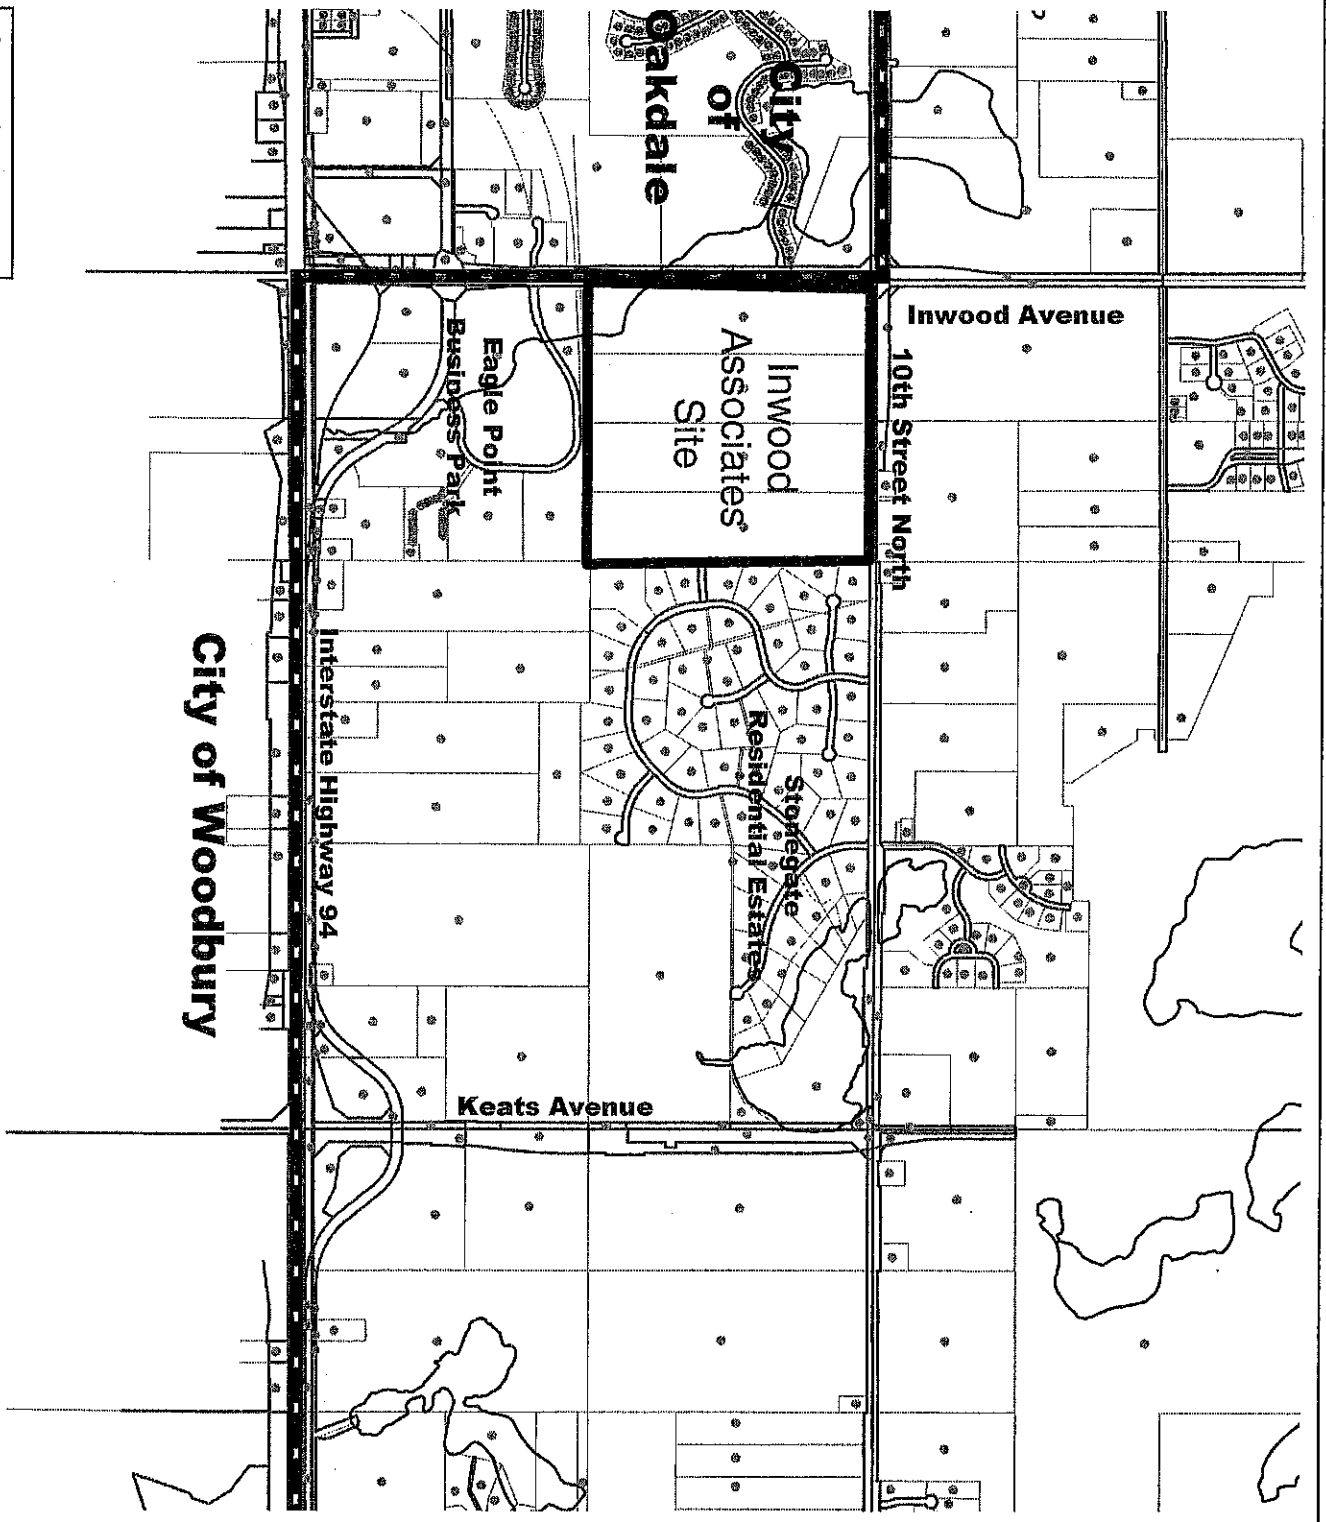 City
of
Oakdale
Inwood Avenue
10th Street North
Inwood
Associates
Site
Eagle Point
Business Park
Stonegate
Residential Estates
Interstate Highway 94
Keats Avenue
City of Woodbury